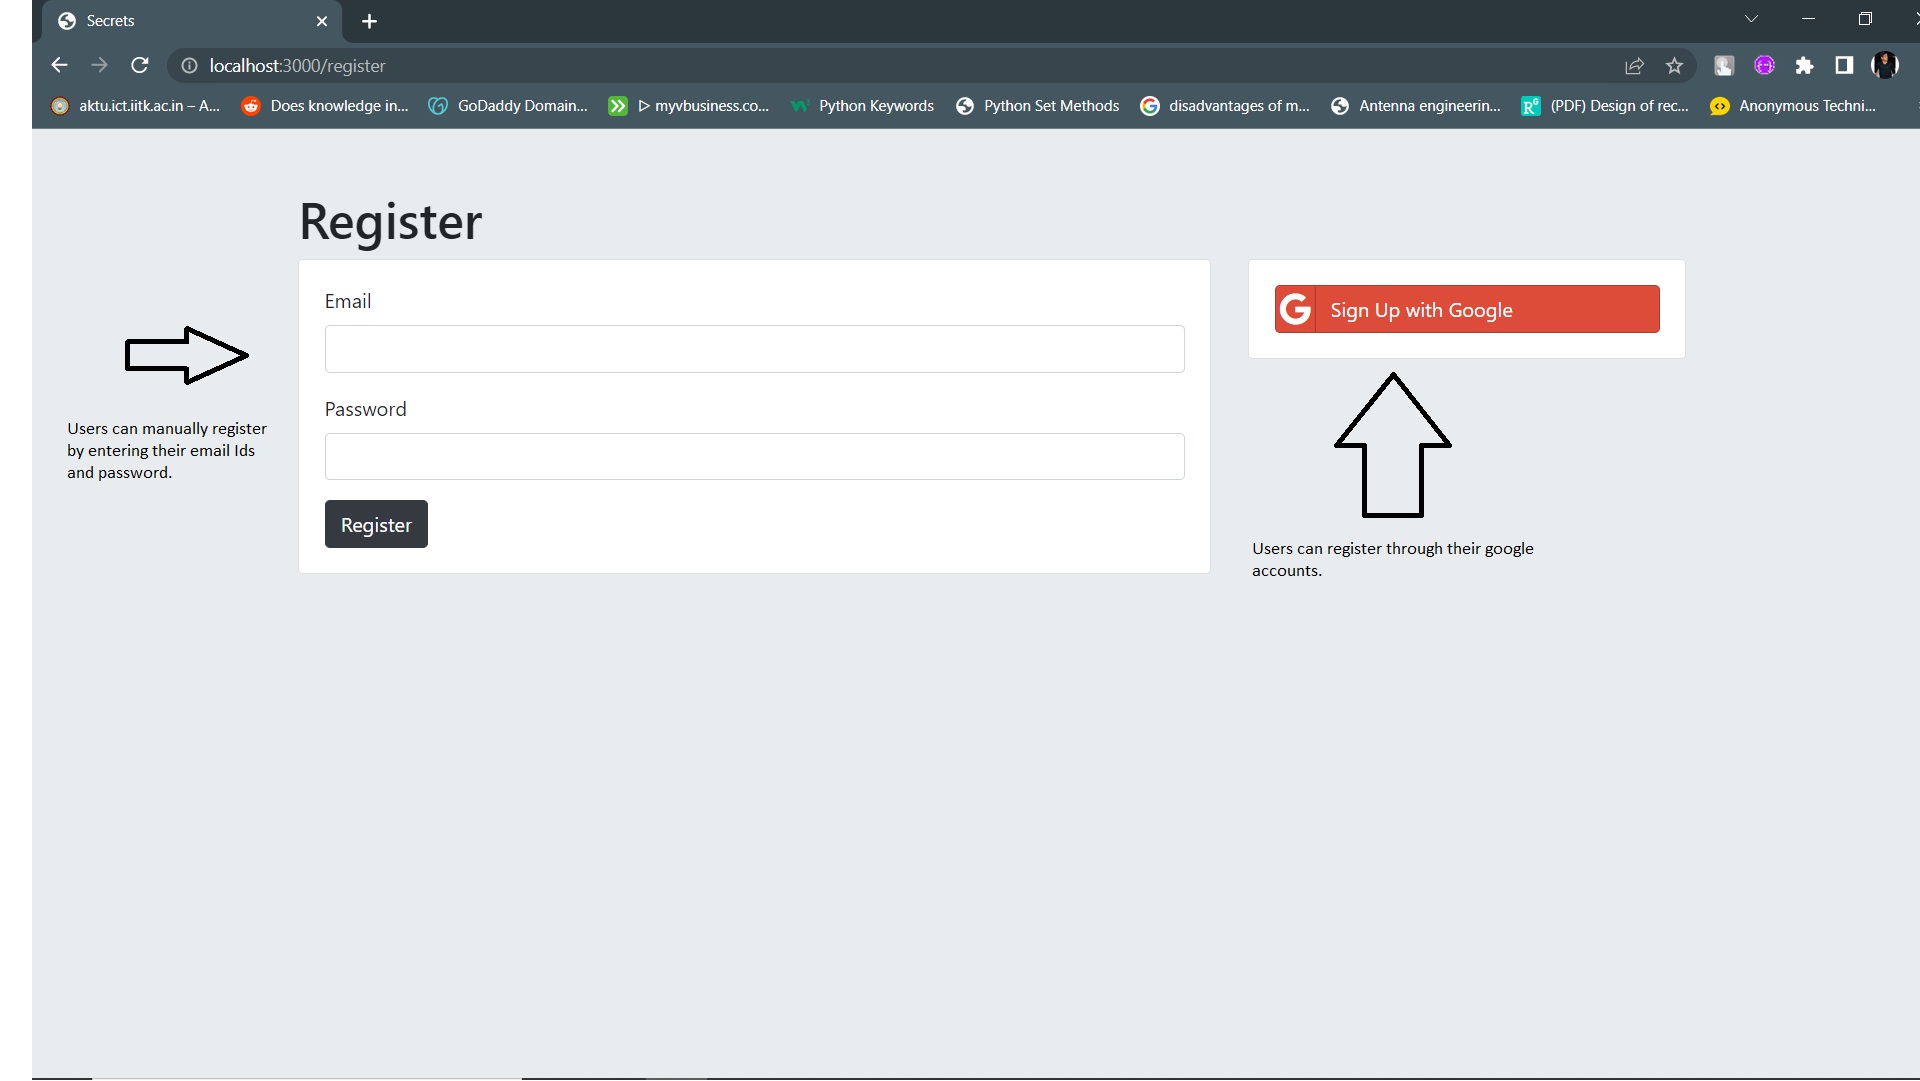 Secrets
localhost:3000/register
aktu.ict.iitk.ac.in – A... Does knowledge in... GoDaddy Domain... ▷ myvbusiness.co... Python Keywords Python Set Methods disadvantages of m... Antenna engineerin... (PDF) Design of rec... Anonymous Techni...
Register
Email
Sign Up with Google
Password
Users can manually register
by entering their email Ids
and password.
Register
Users can register through their google
accounts.